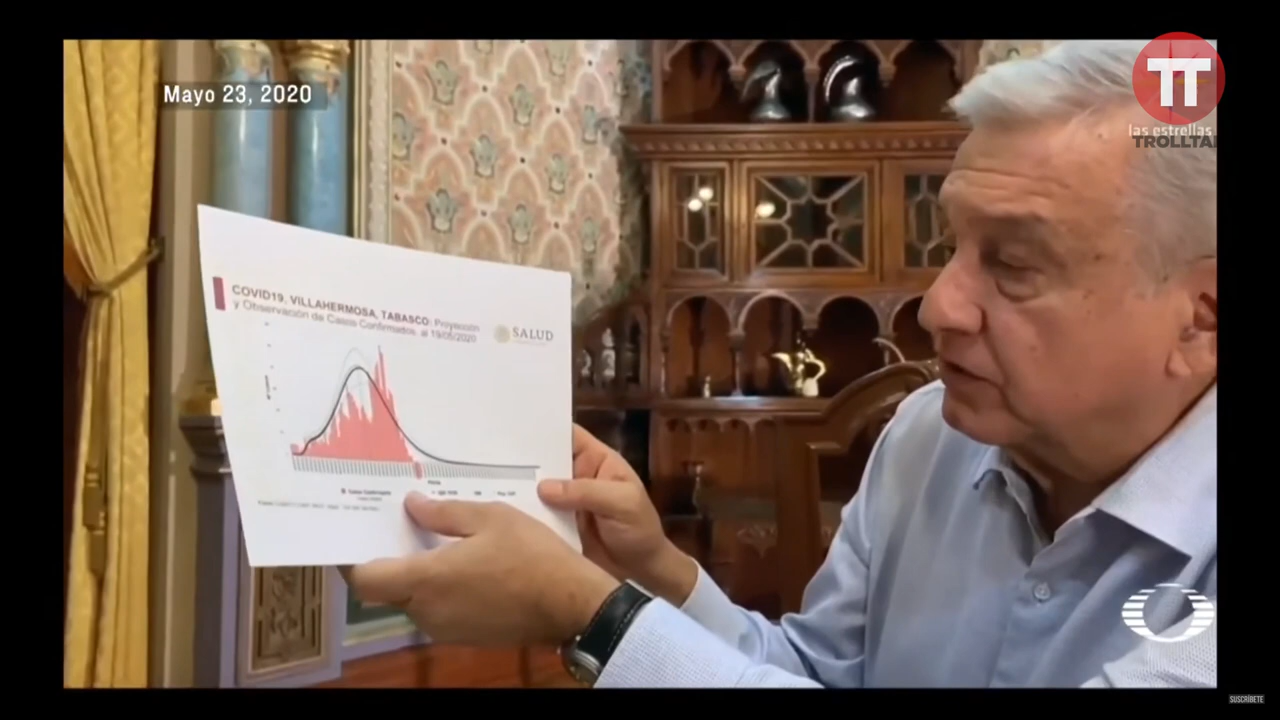 Mayo 23, 2020
TT
las estrellas
TROLLTA
COVID19, VILLAHERMOSA, TABASCO: Proyección
y Observación de Casos Confirmados, al 19/05/2020
SALUD
SUSCRÍBETE